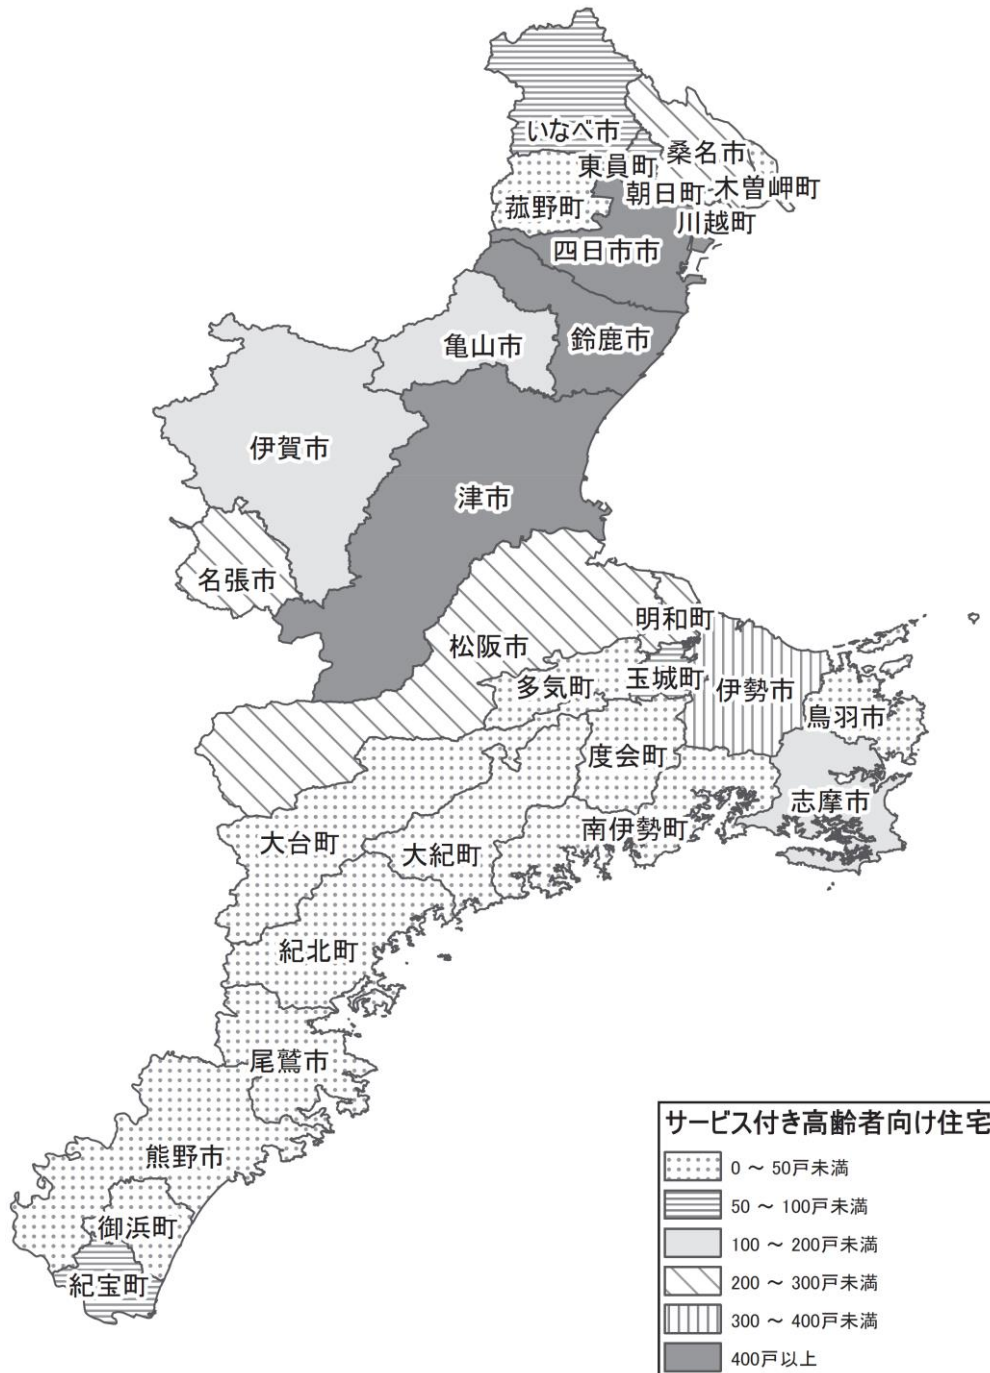 いなべ市
桑名市
東員町
朝日町
木曽岬町
菰野町
川越町
四日市市
亀山市
鈴鹿市
伊賀市
津市
名張市
明和町
松阪市
多気町
玉城町
伊勢市
鳥羽市
度会町
志摩市
大台町
大紀町
南伊勢町
紀北町
尾鷲市
熊野市
御浜町
紀宝町
サービス付き高齢者向け住宅
0 ～ 50戸未満
50 ～ 100戸未満
100 ～ 200戸未満
200 ～ 300戸未満
300 ～ 400戸未満
400戸以上